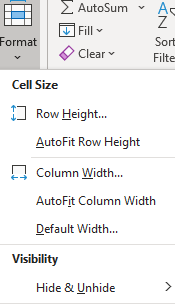 AutoSum
Format
Fill
Clear
Sort
Filte
Cell Size
Row Height...
AutoFit Row Height
Column Width...
AutoFit Column Width
Default Width...
Visibility
Hide & Unhide